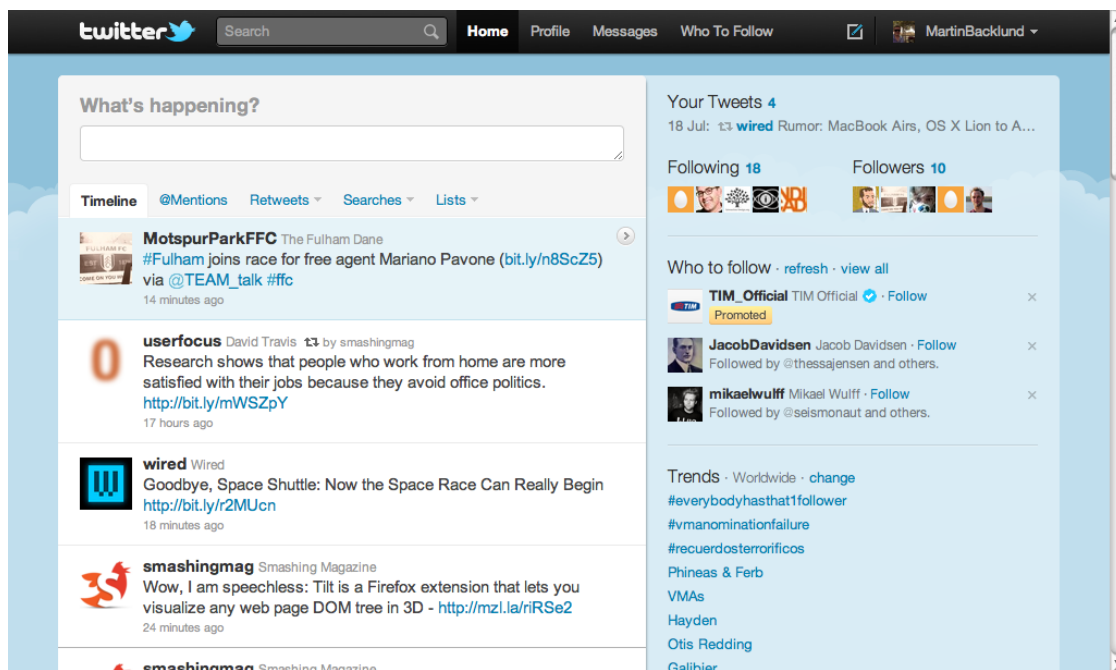 twitter Search Home Profile Messages Who To Follow MartinBacklund
What's happening?
Timeline @Mentions Retweets Searches Lists
MotspurParkFFC The Fulham Dane
#Fulham joins race for free agent Mariano Pavone (bit.ly/n8ScZ5)
via @TEAM_talk #ffc
14 minutes ago
userfocus David Travis by smashingmag
Research shows that people who work from home are more
satisfied with their jobs because they avoid office politics.
http://bit.ly/mWSZpY
17 hours ago
wired Wired
Goodbye, Space Shuttle: Now the Space Race Can Really Begin
http://bit.ly/r2MUcn
18 minutes ago
smashingmag Smashing Magazine
Wow, I am speechless: Tilt is a Firefox extension that lets you
visualize any web page DOM tree in 3D - http://mzl.la/riRSe2
24 minutes ago
smashingmag Smashing Magazine
Your Tweets 4
18 Jul: wired Rumor: MacBook Airs, OS X Lion to A...
Following 18 Followers 10
Who to follow · refresh · view all
TIM_Official TIM Official · Follow ×
Promoted
JacobDavidsen Jacob Davidsen · Follow ×
Followed by @thessajensen and others.
mikaelwulff Mikael Wulff · Follow ×
Followed by @seismonaut and others.
Trends · Worldwide · change
#everybodyhasthat1follower
#vmanominationfailure
#recuerdosterrorificos
Phineas & Ferb
VMAs
Hayden
Otis Redding
Galibier